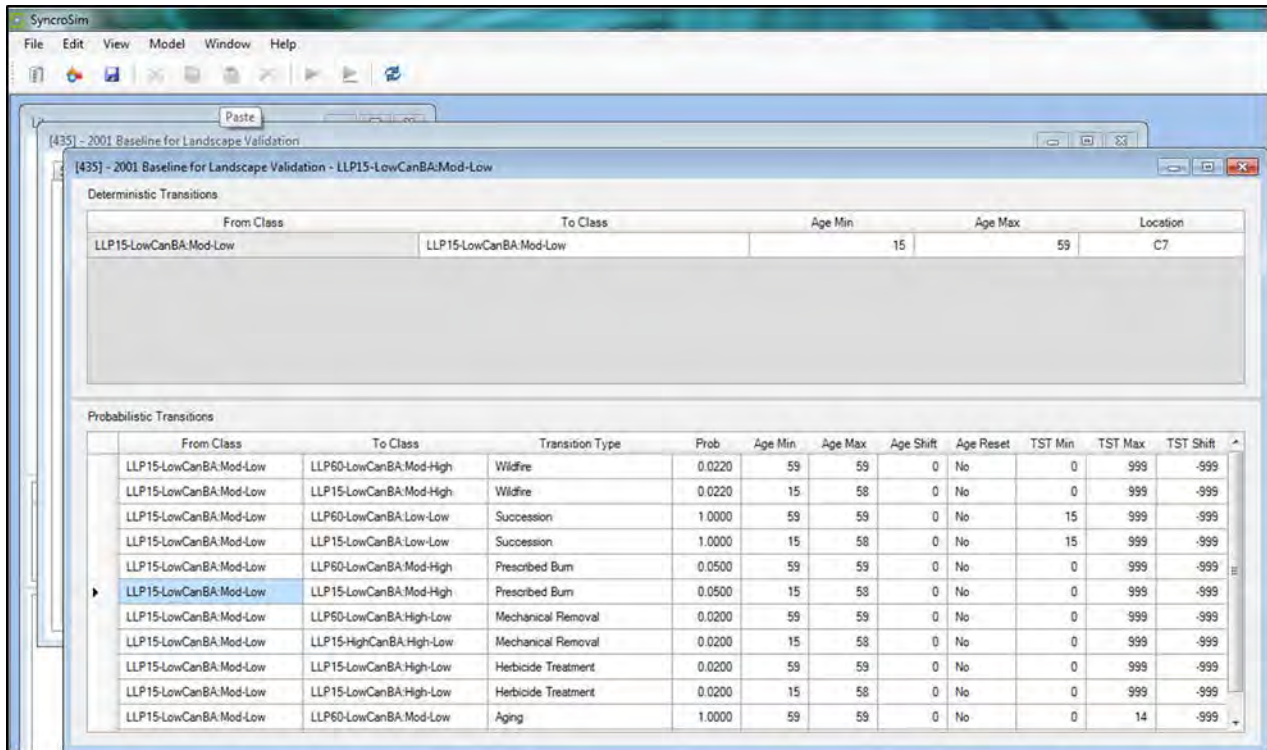 SyncroSim
File Edit View Model Window Help
Paste
[435] - 2001 Baseline for Landscape Validation
[435] - 2001 Baseline for Landscape Validation - LLP15-LowCanBA:Mod-Low
Deterministic Transitions
From Class To Class Age Min Age Max Location
LLP15-LowCanBA:Mod-Low LLP15-LowCanBA:Mod-Low 15 59 C7
Probabilistic Transitions
From Class To Class Transition Type Prob Age Min Age Max Age Shift Age Reset TST Min TST Max TST Shift
LLP15-LowCanBA:Mod-Low LLP60-LowCanBA:Mod-High Wildfire 0.0220 59 59 0 No 0 999 -999
LLP15-LowCanBA:Mod-Low LLP15-LowCanBA:Mod-High Wildfire 0.0220 15 58 0 No 0 999 -999
LLP15-LowCanBA:Mod-Low LLP60-LowCanBA:Low-Low Succession 1.0000 59 59 0 No 15 999 -999
LLP15-LowCanBA:Mod-Low LLP15-LowCanBA:Low-Low Succession 1.0000 15 58 0 No 15 999 -999
LLP15-LowCanBA:Mod-Low LLP60-LowCanBA:Mod-High Prescribed Burn 0.0500 59 59 0 No 0 999 -999
LLP15-LowCanBA:Mod-Low LLP15-LowCanBA:Mod-High Prescribed Burn 0.0500 15 58 0 No 0 999 -999
LLP15-LowCanBA:Mod-Low LLP60-LowCanBA:High-Low Mechanical Removal 0.0200 59 59 0 No 0 999 -999
LLP15-LowCanBA:Mod-Low LLP15-HighCanBA:High-Low Mechanical Removal 0.0200 15 58 0 No 0 999 -999
LLP15-LowCanBA:Mod-Low LLP15-LowCanBA:High-Low Herbicide Treatment 0.0200 59 59 0 No 0 999 -999
LLP15-LowCanBA:Mod-Low LLP15-LowCanBA:High-Low Herbicide Treatment 0.0200 15 58 0 No 0 999 -999
LLP15-LowCanBA:Mod-Low LLP60-LowCanBA:Mod-Low Aging 1.0000 59 59 0 No 0 14 -999